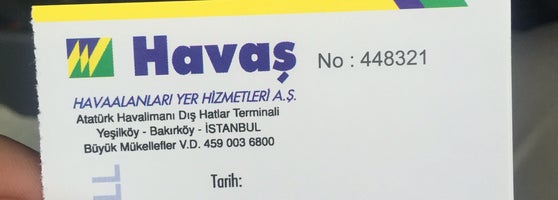 Havaş No : 448321
HAVAALANLARI YER HİZMETLERİ A.Ş.
Atatürk Havalimanı Dış Hatlar Terminali
Yeşilköy - Bakırköy - İSTANBUL
Büyük Mükellefler V.D. 459 003 6800
Tarih: